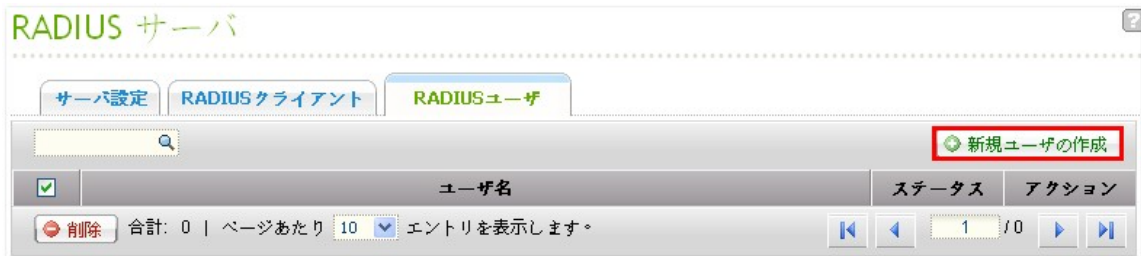 RADIUS サーバ
?
サーバ設定 RADIUSクライアント RADIUSユーザ
新規ユーザの作成
ユーザ名 ステータス アクション
削除 合計: 0 | ページあたり 10 エントリを表示します。 1 / 0